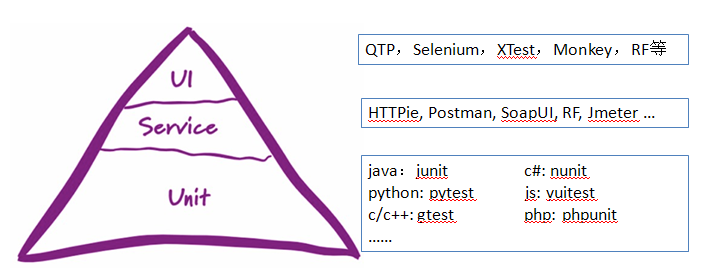 UI
Service
Unit
QTP，Selenium，XTest，Monkey，RF等
HTTPie, Postman, SoapUI, RF, Jmeter ...
java：junit c#: nunit
python: pytest js: yuitest
c/c++: gtest php: phpunit
......